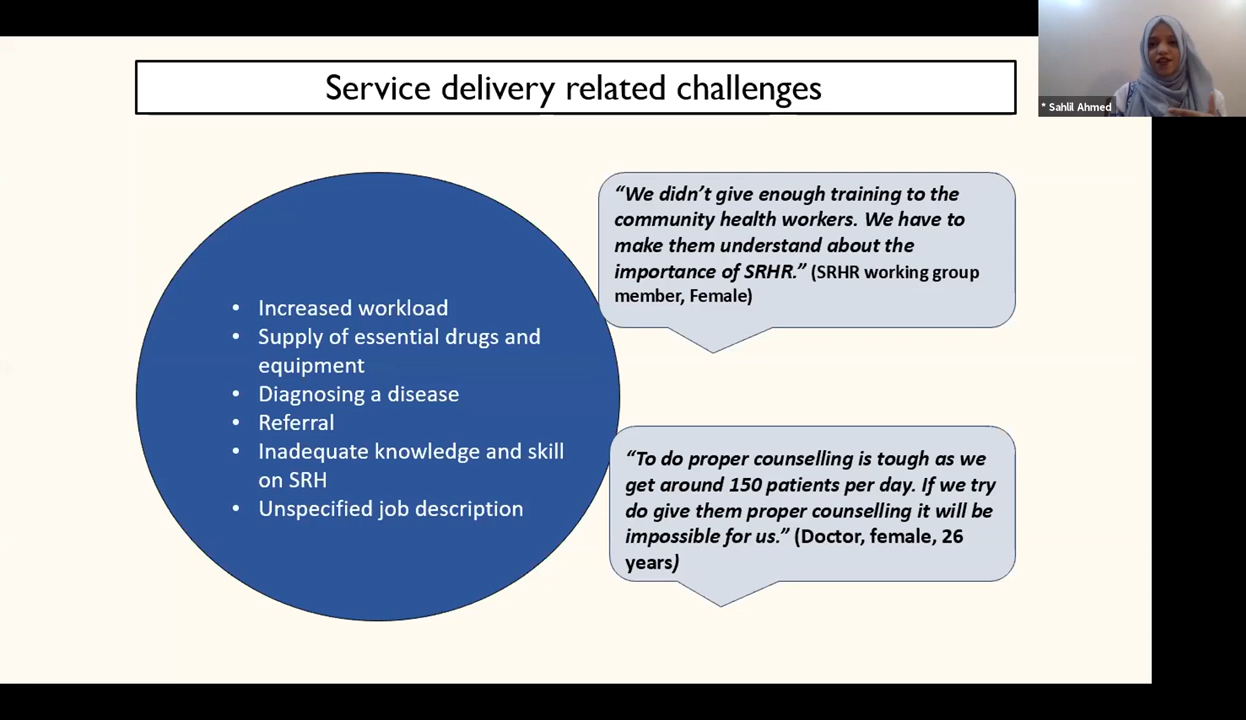 Service delivery related challenges
* Sahlil Ahmed
“We didn’t give enough training to the
community health workers. We have to
make them understand about the
importance of SRHR.” (SRHR working group
member, Female)
• Increased workload
• Supply of essential drugs and
equipment
• Diagnosing a disease
• Referral
• Inadequate knowledge and skill
on SRH
• Unspecified job description
“To do proper counselling is tough as we
get around 150 patients per day. If we try
do give them proper counselling it will be
impossible for us.” (Doctor, female, 26
years)